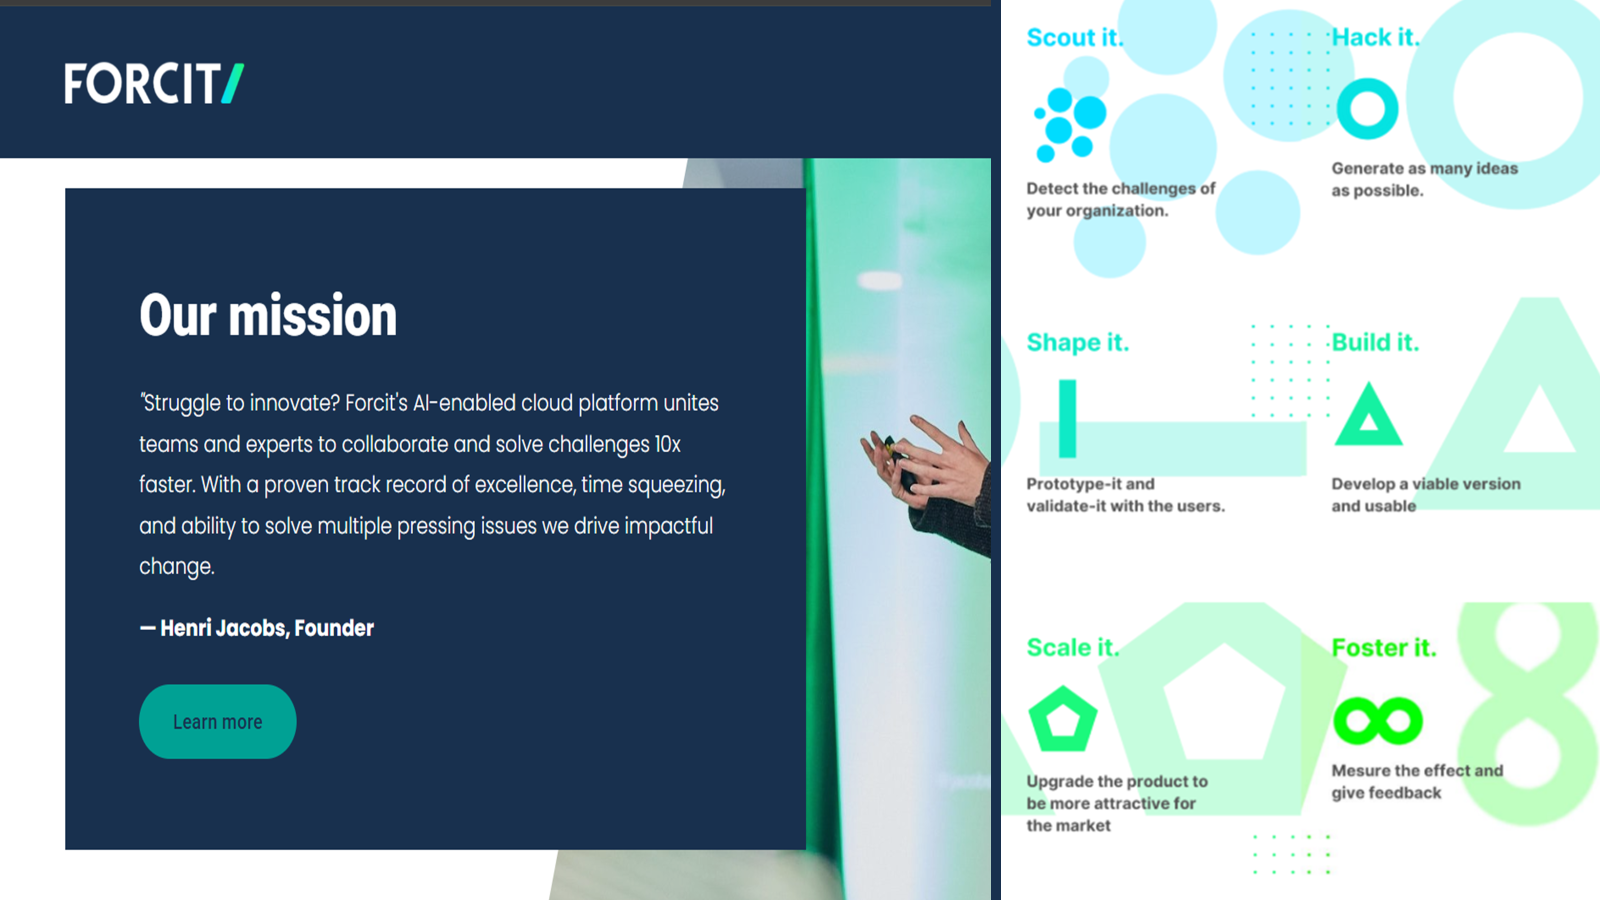 FORCIT/
Our mission
"Struggle to innovate? Forcit's AI-enabled cloud platform unites
teams and experts to collaborate and solve challenges 10x
faster. With a proven track record of excellence, time squeezing,
and ability to solve multiple pressing issues we drive impactful
change.
— Henri Jacobs, Founder
Learn more
Scout it.
Detect the challenges of
your organization.
Hack it.
Generate as many ideas
as possible.
Shape it.
Prototype-it and
validate-it with the users.
Build it.
Develop a viable version
and usable
Scale it.
Upgrade the product to
be more attractive for
the market
Foster it.
Mesure the effect and
give feedback